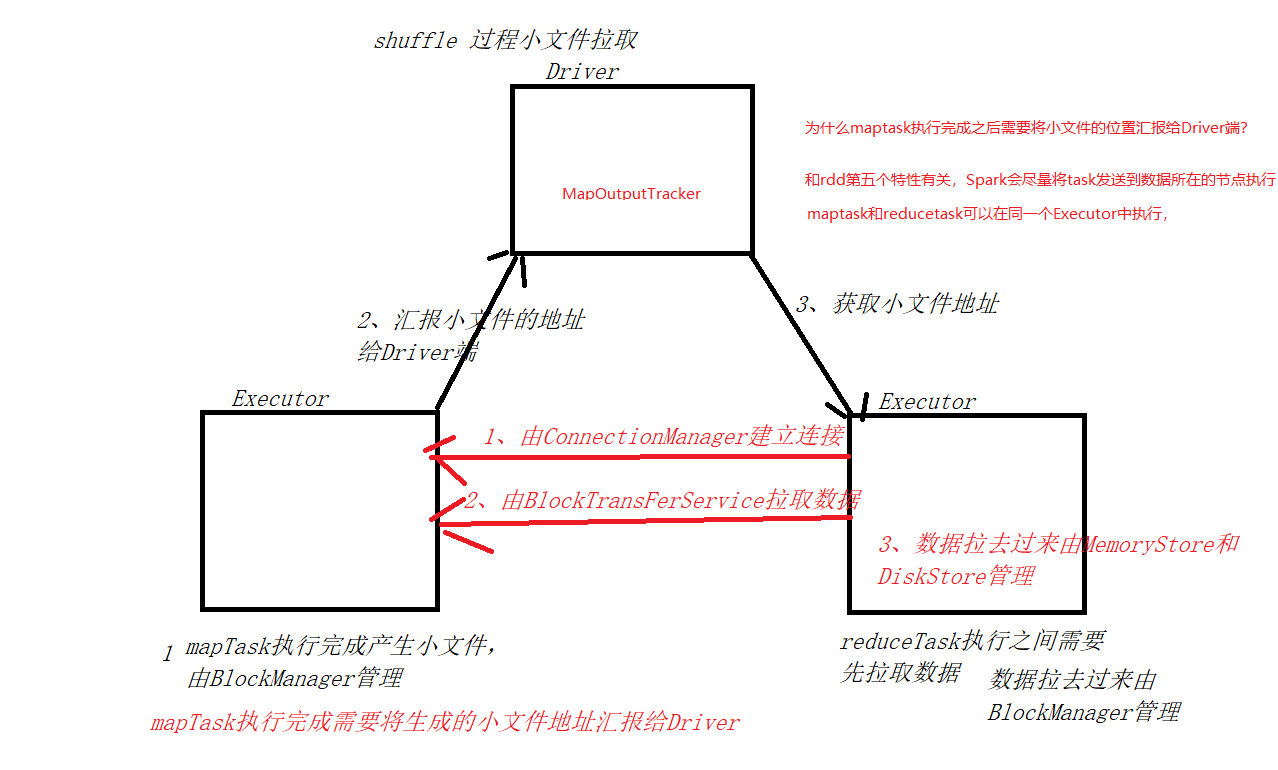 shuffle 过程小文件拉取
Driver
为什么maptask执行完成之后需要将小文件的位置汇报给Driver端?
和rdd第五个特性有关，Spark会尽量将task发送到数据所在的节点执行
MapOutputTracker
maptask和reducetask可以在同一个Executor中执行，
3、获取小文件地址
2、汇报小文件的地址
给Driver端
Executor
Executor
1、由ConnectionManager建立连接
2、由BlockTransFerService拉取数据
3、数据拉去过来由MemoryStore和
DiskStore管理
1 mapTask执行完成产生小文件，
由BlockManager管理
reduceTask执行之间需要
先拉取数据
数据拉去过来由
BlockManager管理
mapTask执行完成需要将生成的小文件地址汇报给Driver